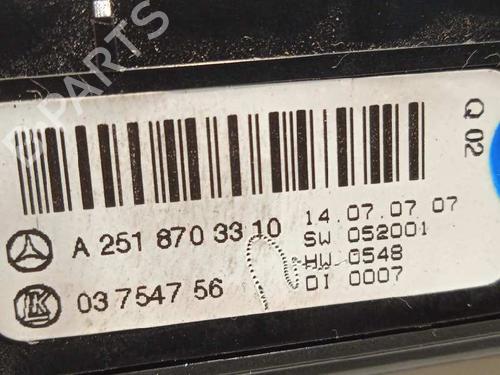 B-PARTS
Q 02
A 251 870 33 10
14.07.07 07
SW 052001
HW 0548
03 7547 56
DI 0007